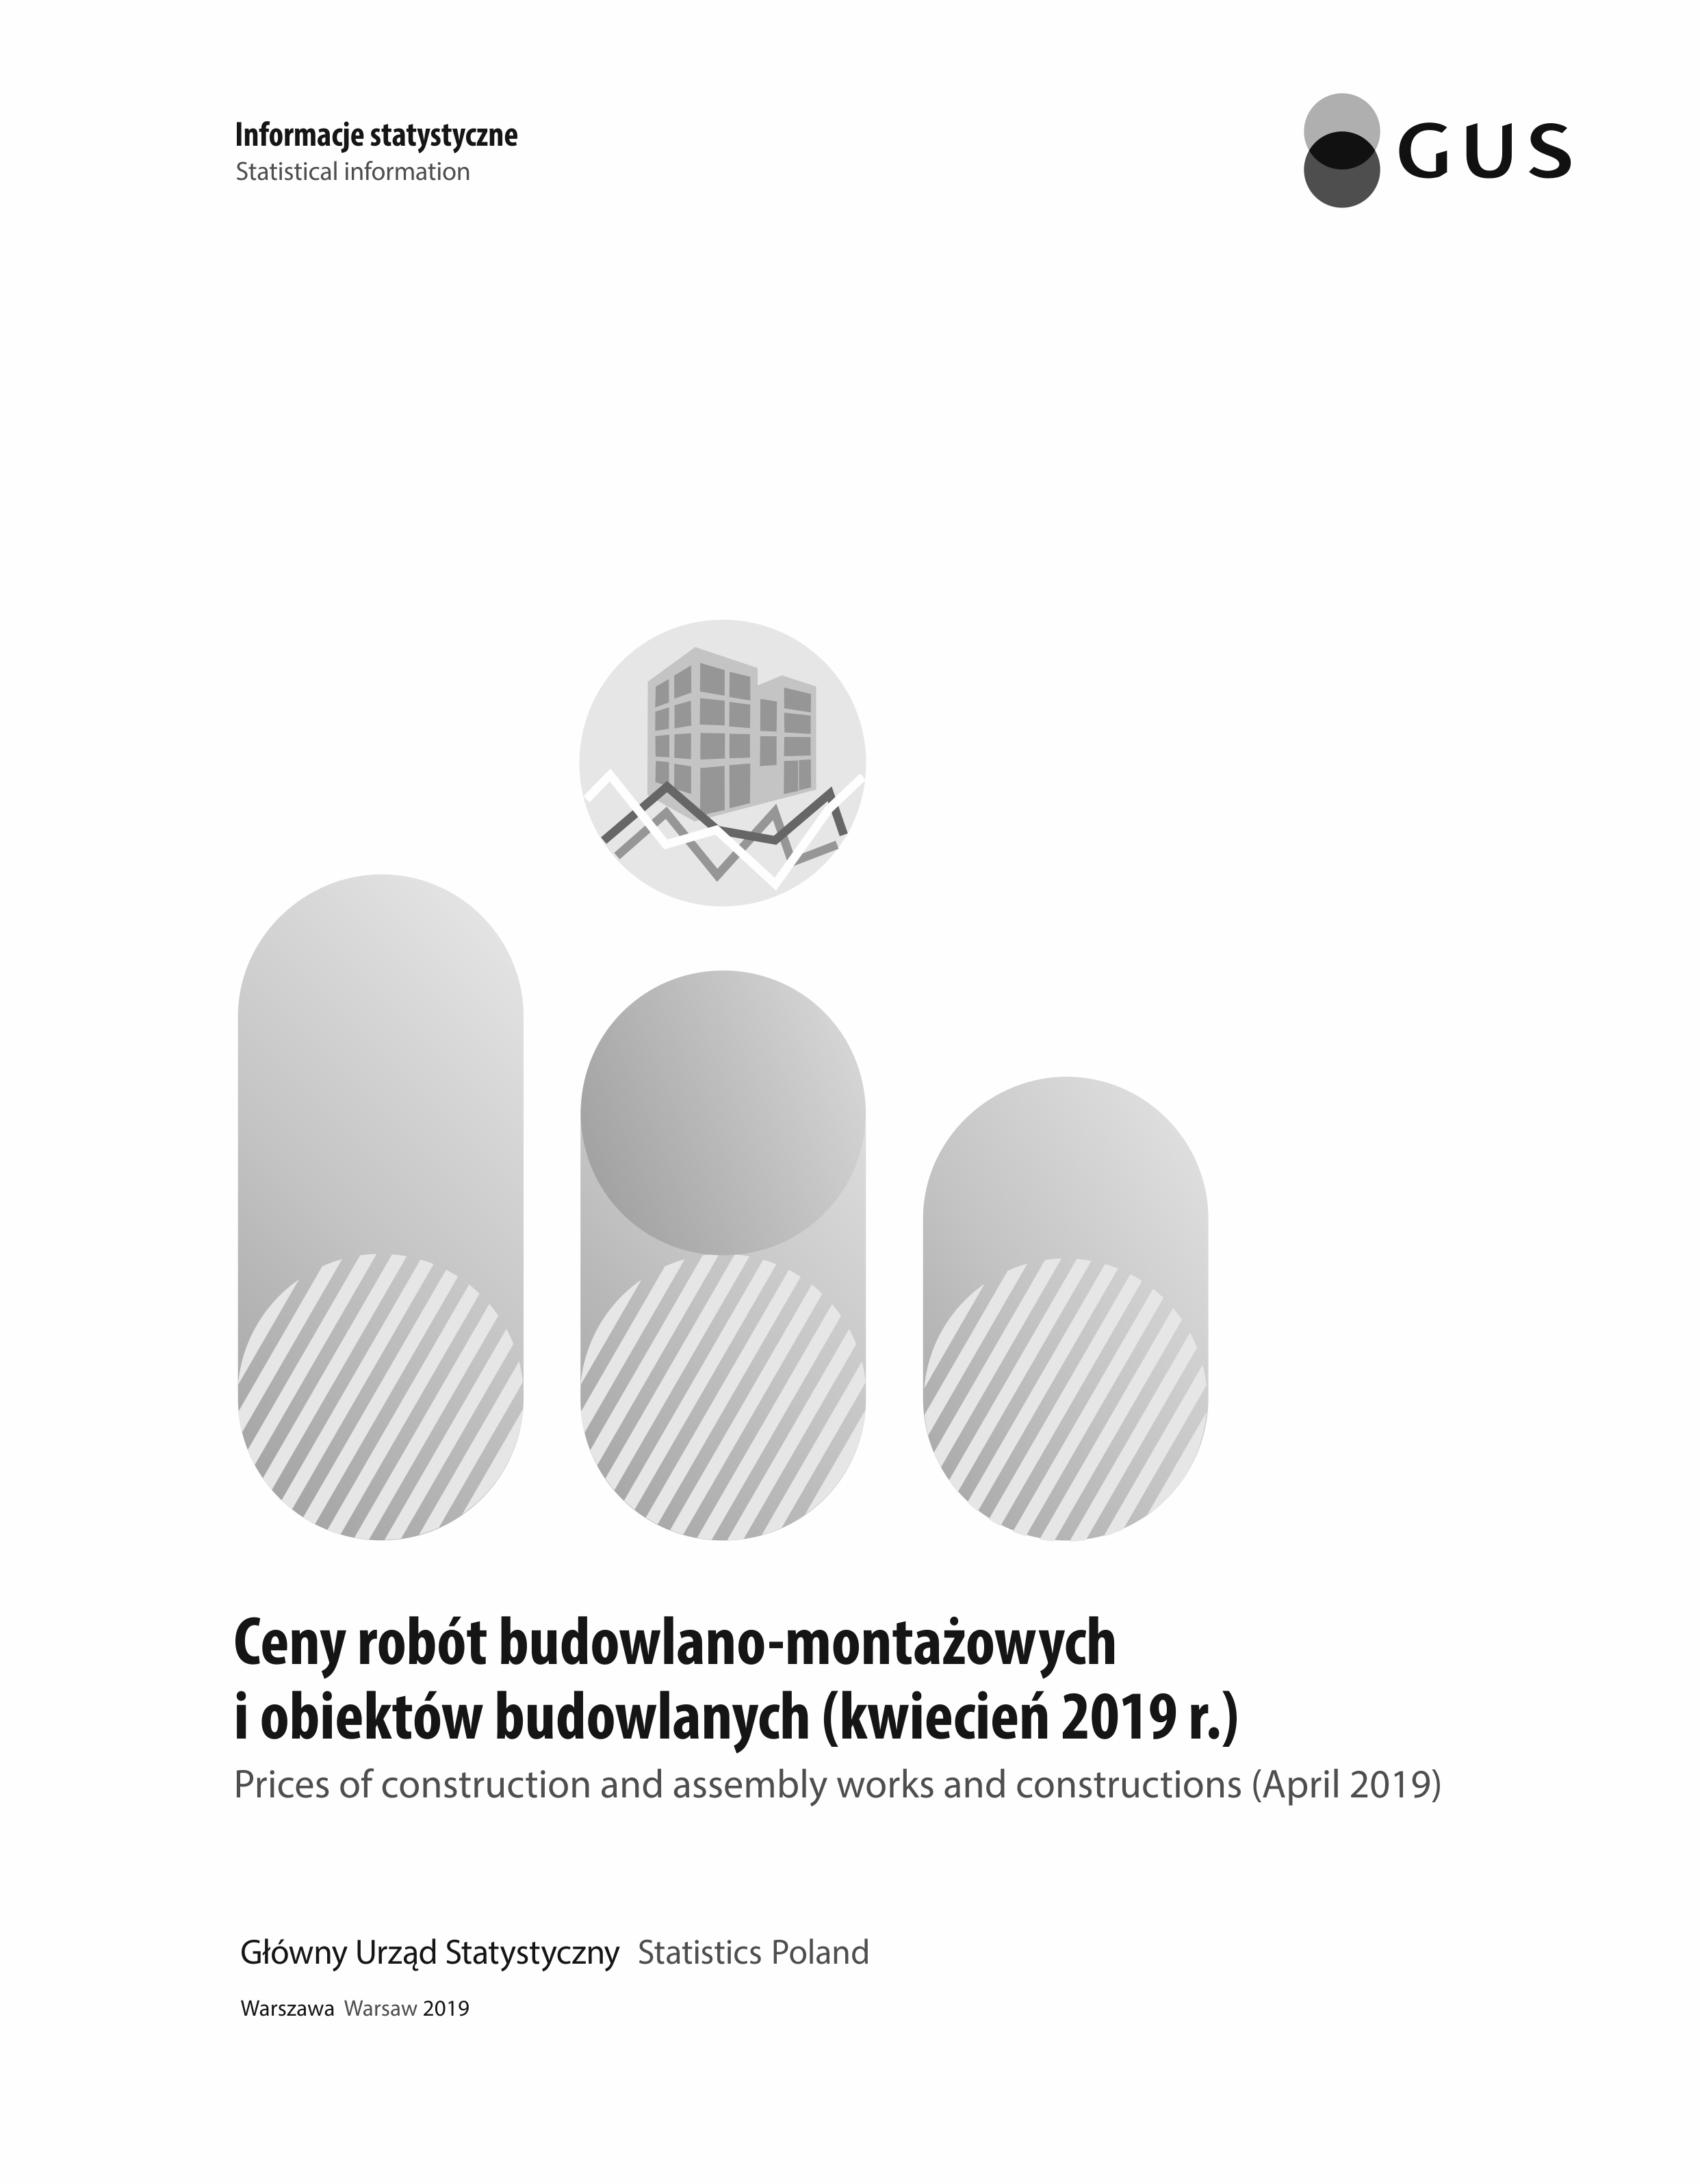 Informacje statystyczne
Statistical information
GUS
Ceny robót budowlano-montażowych
i obiektów budowlanych (kwiecień 2019 r.)
Prices of construction and assembly works and constructions (April 2019)
Główny Urząd Statystyczny Statistics Poland
Warszawa Warsaw 2019